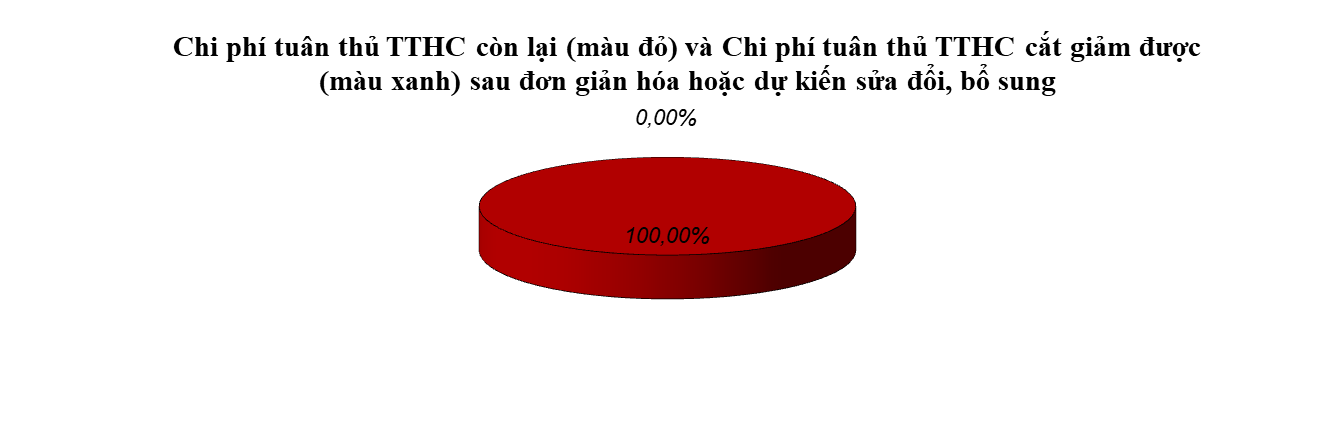 Chi phí tuân thủ TTHC còn lại (màu đỏ) và Chi phí tuân thủ TTHC cắt giảm được
(màu xanh) sau đơn giản hóa hoặc dự kiến sửa đổi, bổ sung
0,00%
100,00%